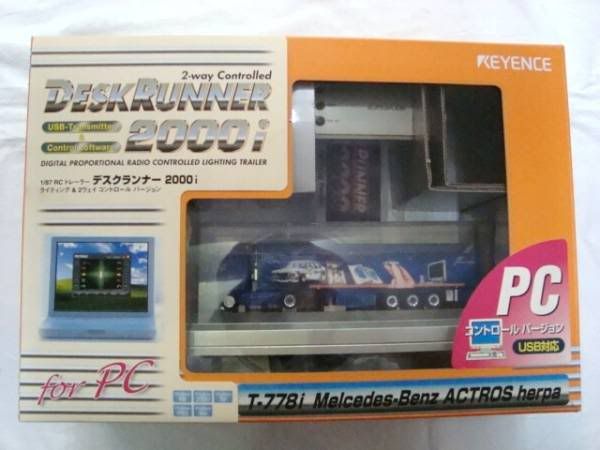 KEYENCE
2-way Controlled
DESKRUNNER
2000i
USB-Transmitter
&
Control software
DIGITAL PROPORTIONAL RADIO CONTROLLED LIGHTING TRAILER
1/87 RC トレーラー デスクランナー 2000i
ライティング & 2ウェイ コントロール バージョン
PC
コントロール バージョン
USB対応
for PC
T-778i Melcedes-Benz ACTROS herpa